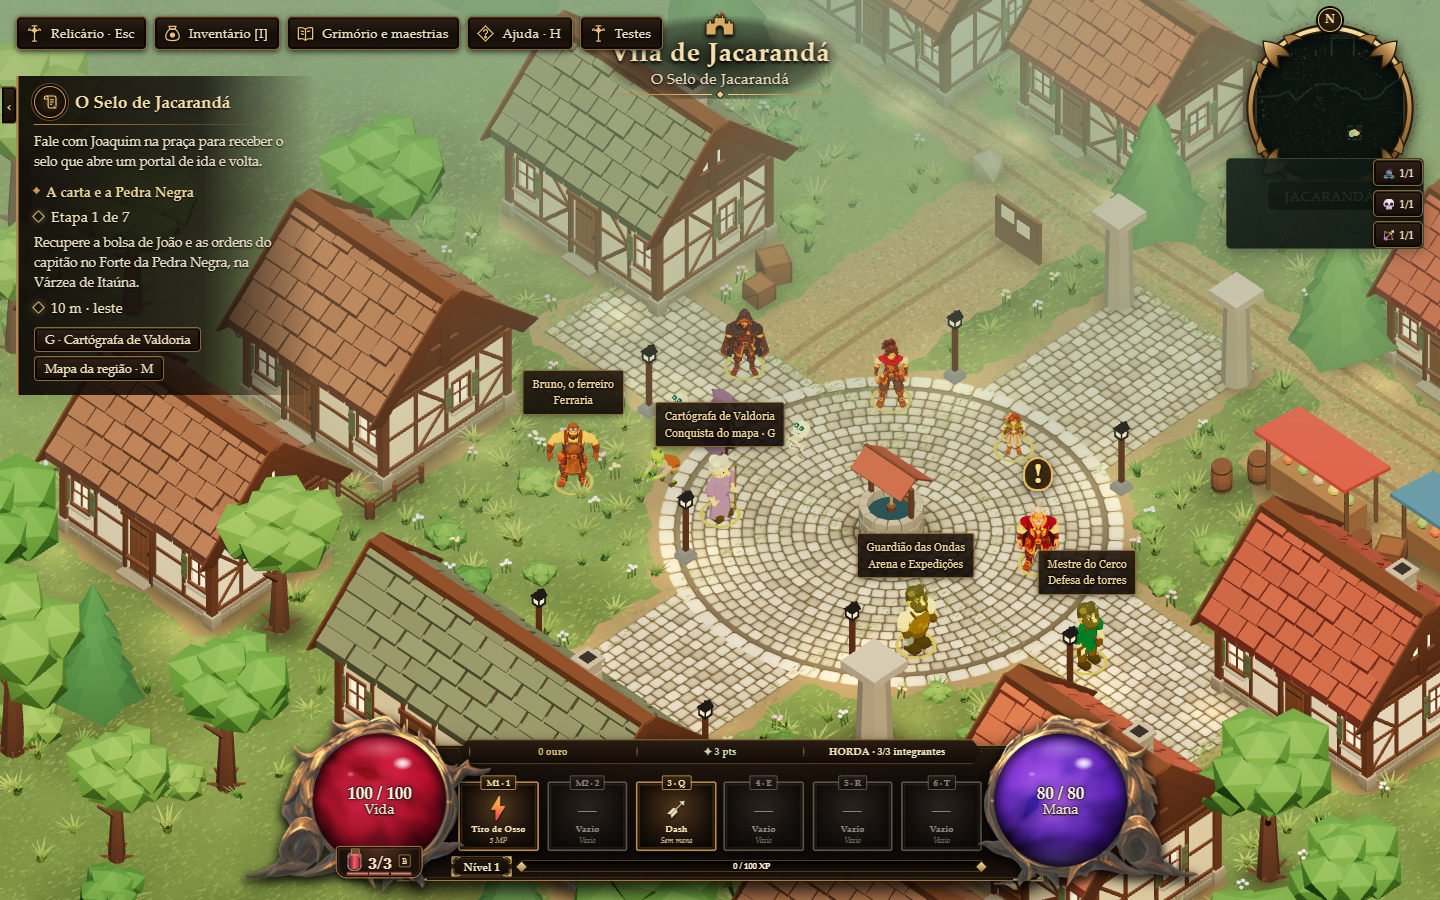 Relicário · Esc
Inventário [I]
Grimório e maestrias
Ajuda · H
Testes
Vila de Jacarandá
O Selo de Jacarandá
N
O Selo de Jacarandá
Fale com Joaquim na praça para receber o
selo que abre um portal de ida e volta.
A carta e a Pedra Negra
Etapa 1 de 7
Recupere a bolsa de João e as ordens do
capitão no Forte da Pedra Negra, na
Várzea de Itaúna.
10 m · leste
G · Cartógrafa de Valdoria
Mapa da região · M
1/1
JACARANDÁ
1/1
1/1
Bruno, o ferreiro
Ferraria
Cartógrafa de Valdoria
Conquista do mapa · G
!
Guardião das Ondas
Arena e Expedições
Mestre do Cerco
Defesa de torres
0 ouro
3 pts
HORDA · 3/3 integrantes
100 / 100
Vida
M1 · 1
Tiro de Osso
5 MP
M2 · 2
Vazio
Vazio
3 · Q
Dash
Sem mana
4 · E
Vazio
Vazio
5 · R
Vazio
Vazio
6 · T
Vazio
Vazio
80 / 80
Mana
3/3
B
Nível 1
0 / 100 XP